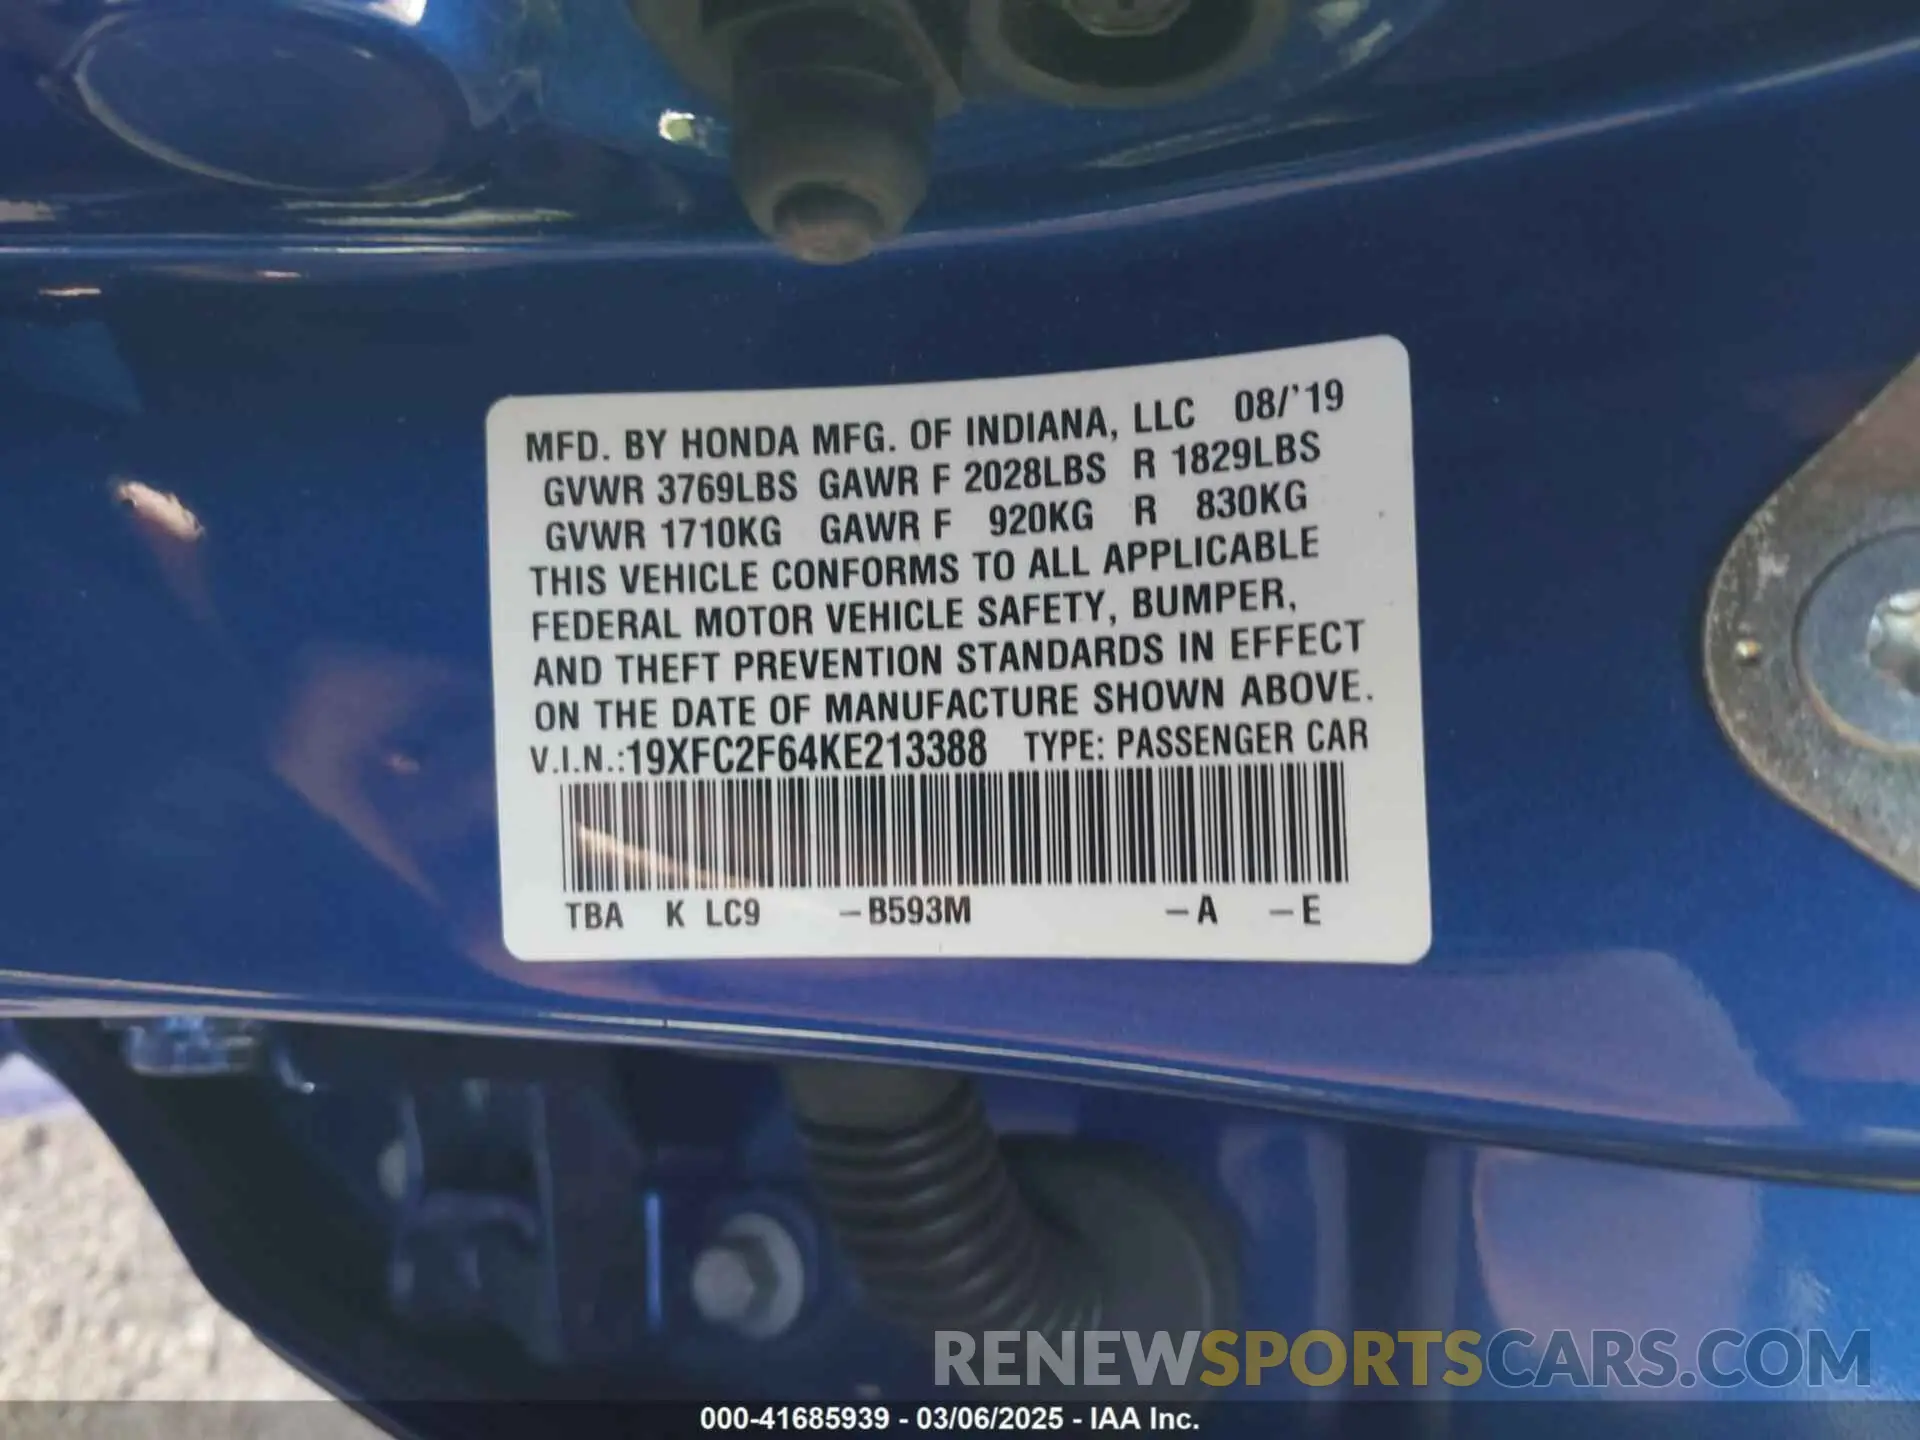 MFD. BY HONDA MFG. OF INDIANA, LLC 08/'19
GVWR 3769LBS GAWR F 2028LBS R 1829LBS
GVWR 1710KG GAWR F 920KG R 830KG
THIS VEHICLE CONFORMS TO ALL APPLICABLE
FEDERAL MOTOR VEHICLE SAFETY, BUMPER,
AND THEFT PREVENTION STANDARDS IN EFFECT
ON THE DATE OF MANUFACTURE SHOWN ABOVE.
V.I.N.:19XFC2F64KE213388 TYPE: PASSENGER CAR
TBA K LC9 -B593M -A -E
RENEWSPORTSCARS.COM
000-41685939 - 03/06/2025 - IAA Inc.